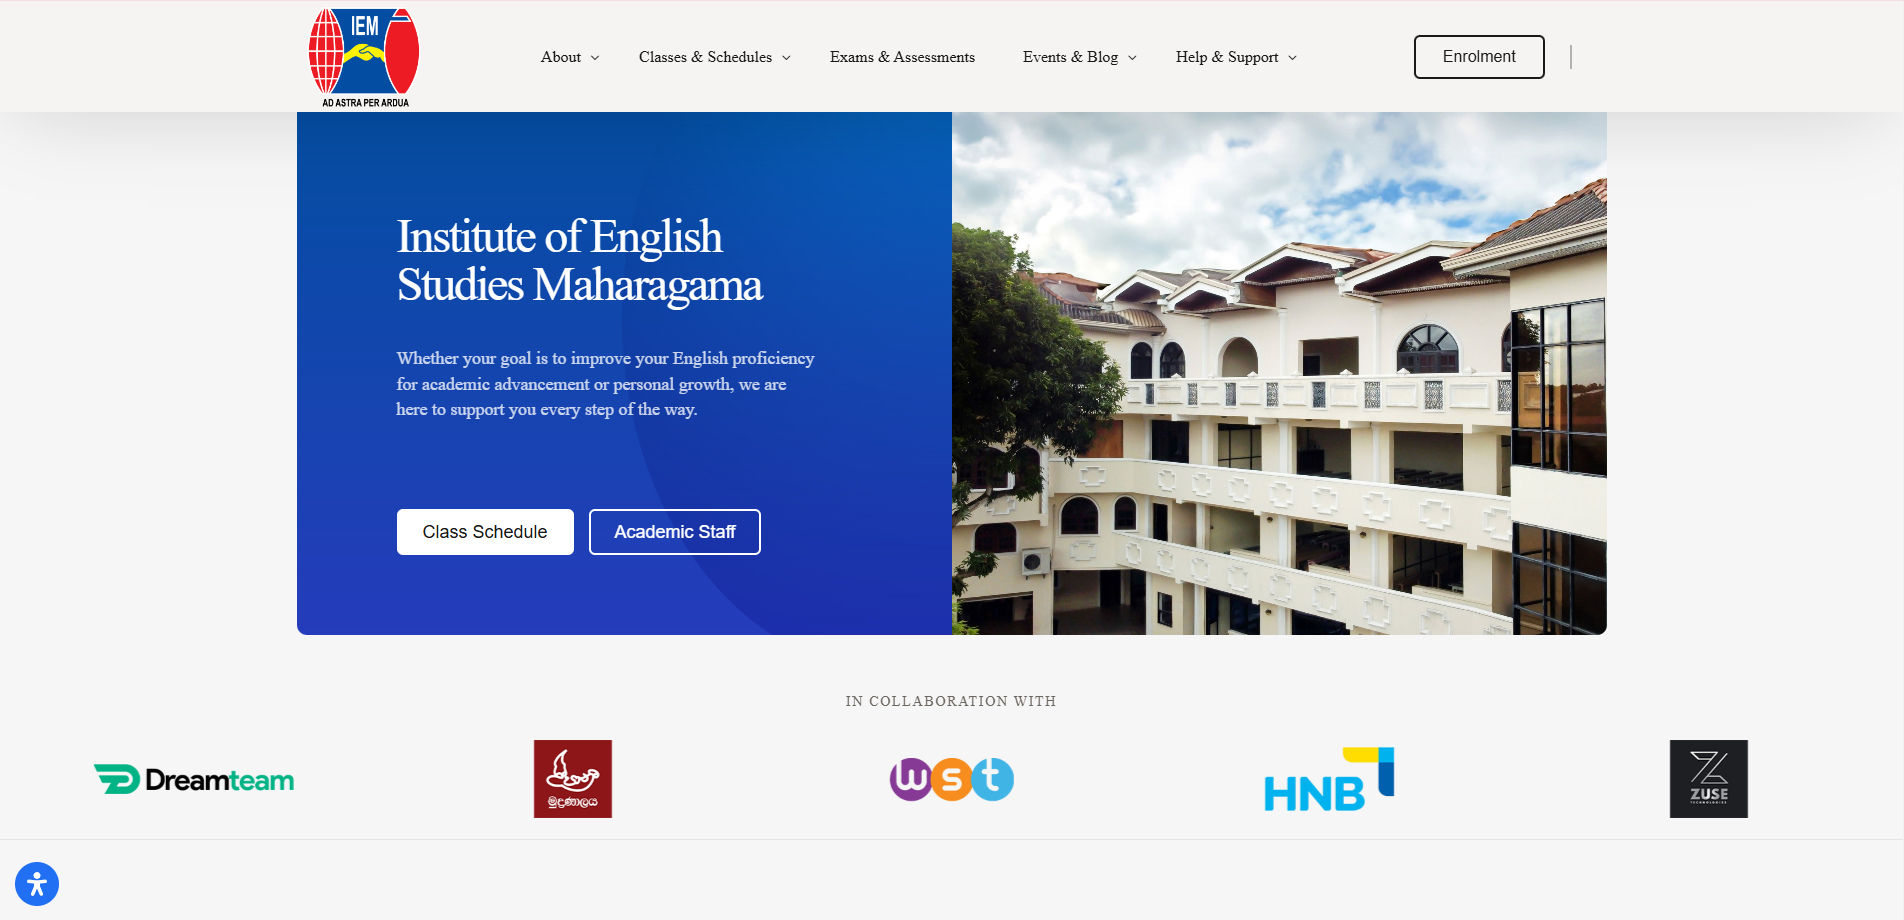 IEM
AD ASTRA PER ARDUA
About
Classes & Schedules
Exams & Assessments
Events & Blog
Help & Support
Enrolment
Institute of English
Studies Maharagama
Whether your goal is to improve your English proficiency
for academic advancement or personal growth, we are
here to support you every step of the way.
Class Schedule
Academic Staff
IN COLLABORATION WITH
Dreamteam
මුද්‍රණාලය
wst
HNB
ZUSE
TECHNOLOGIES